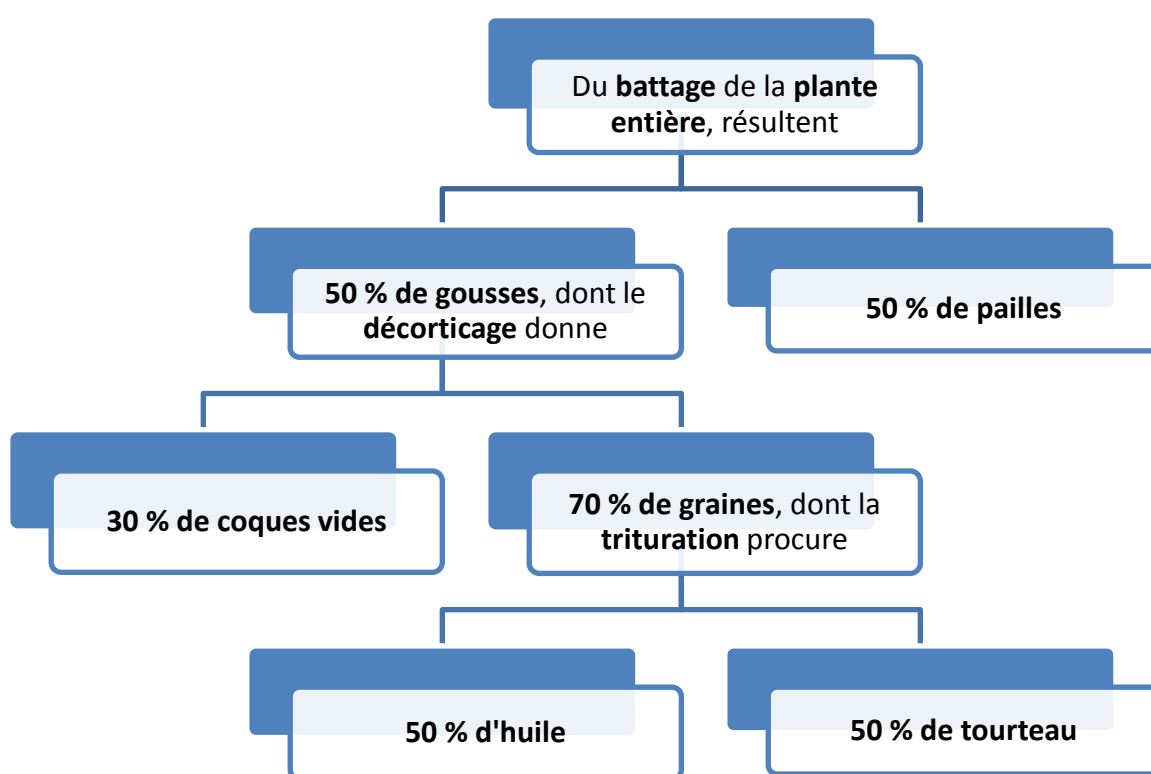 Du battage de la plante
entière, résultent
50 % de gousses, dont le
décorticage donne
50 % de pailles
30 % de coques vides
70 % de graines, dont la
trituration procure
50 % d'huile
50 % de tourteau